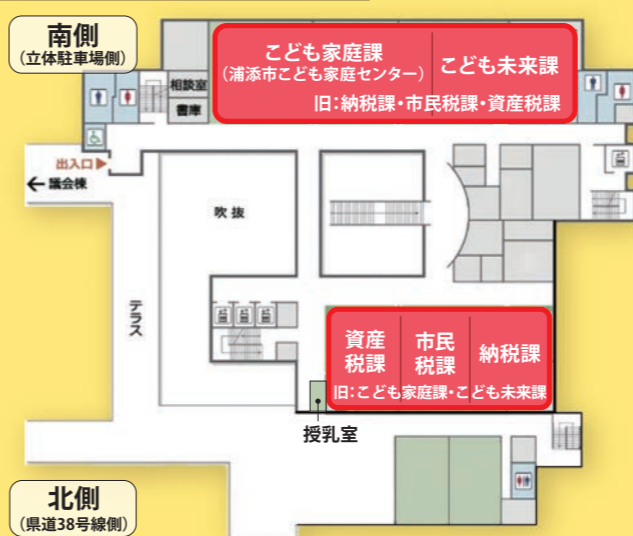 南側
（立体駐車場側）
こども家庭課
（浦添市こども家庭センター）
こども未来課
旧：納税課・市民税課・資産税課
相談室
書庫
出入口▶
←議会棟
吹抜
テラス
資産
税課
市民
税課
納税課
旧：こども家庭課・こども未来課
授乳室
北側
（県道38号線側）